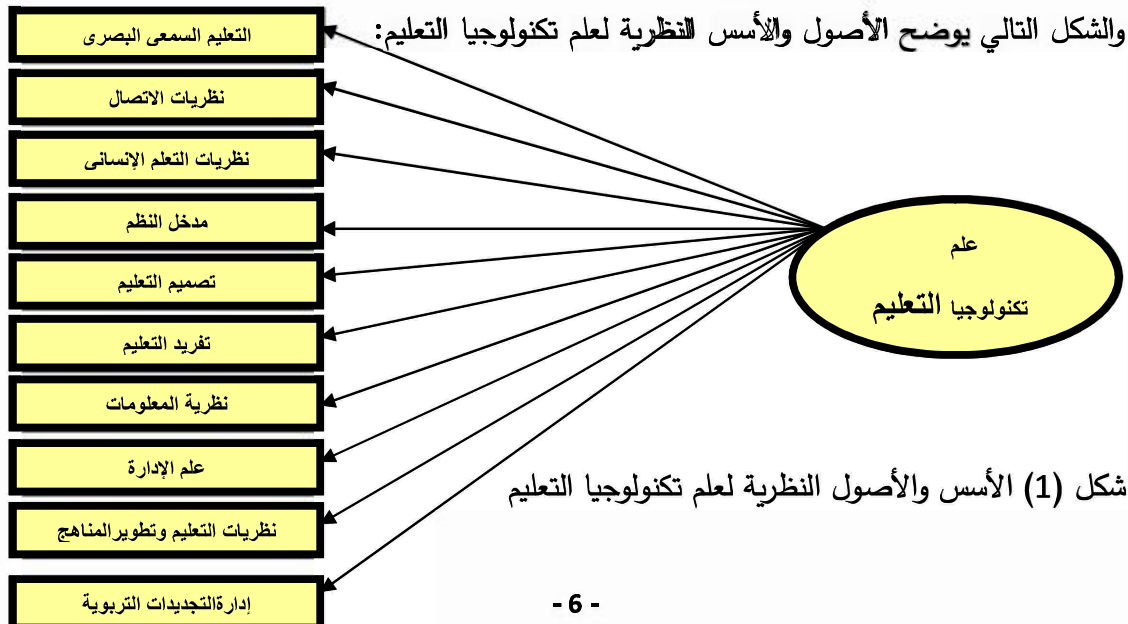 والشكل التالي يوضح الأصول والأسس النظرية لعلم تكنولوجيا التعليم:
علم
تكنولوجيا التعليم
التعليم السمعى البصرى
نظريات الاتصال
نظريات التعلم الإنسانى
مدخل النظم
تصميم التعليم
تفريد التعليم
نظرية المعلومات
علم الإدارة
نظريات التعليم وتطويرالمناهج
إدارةالتجديدات التربوية
شكل (1) الأسس والأصول النظرية لعلم تكنولوجيا التعليم
- 6 -